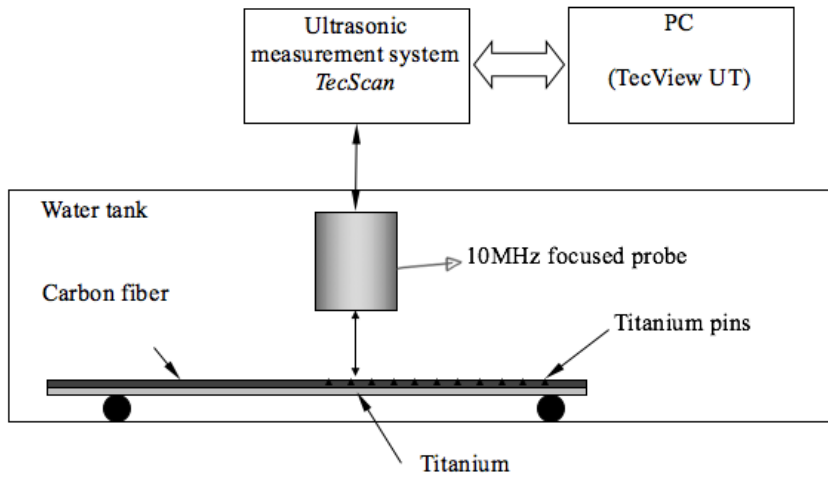 Ultrasonic
measurement system
TecScan
PC
(TecView UT)
Water tank
10MHz focused probe
Carbon fiber
Titanium pins
Titanium